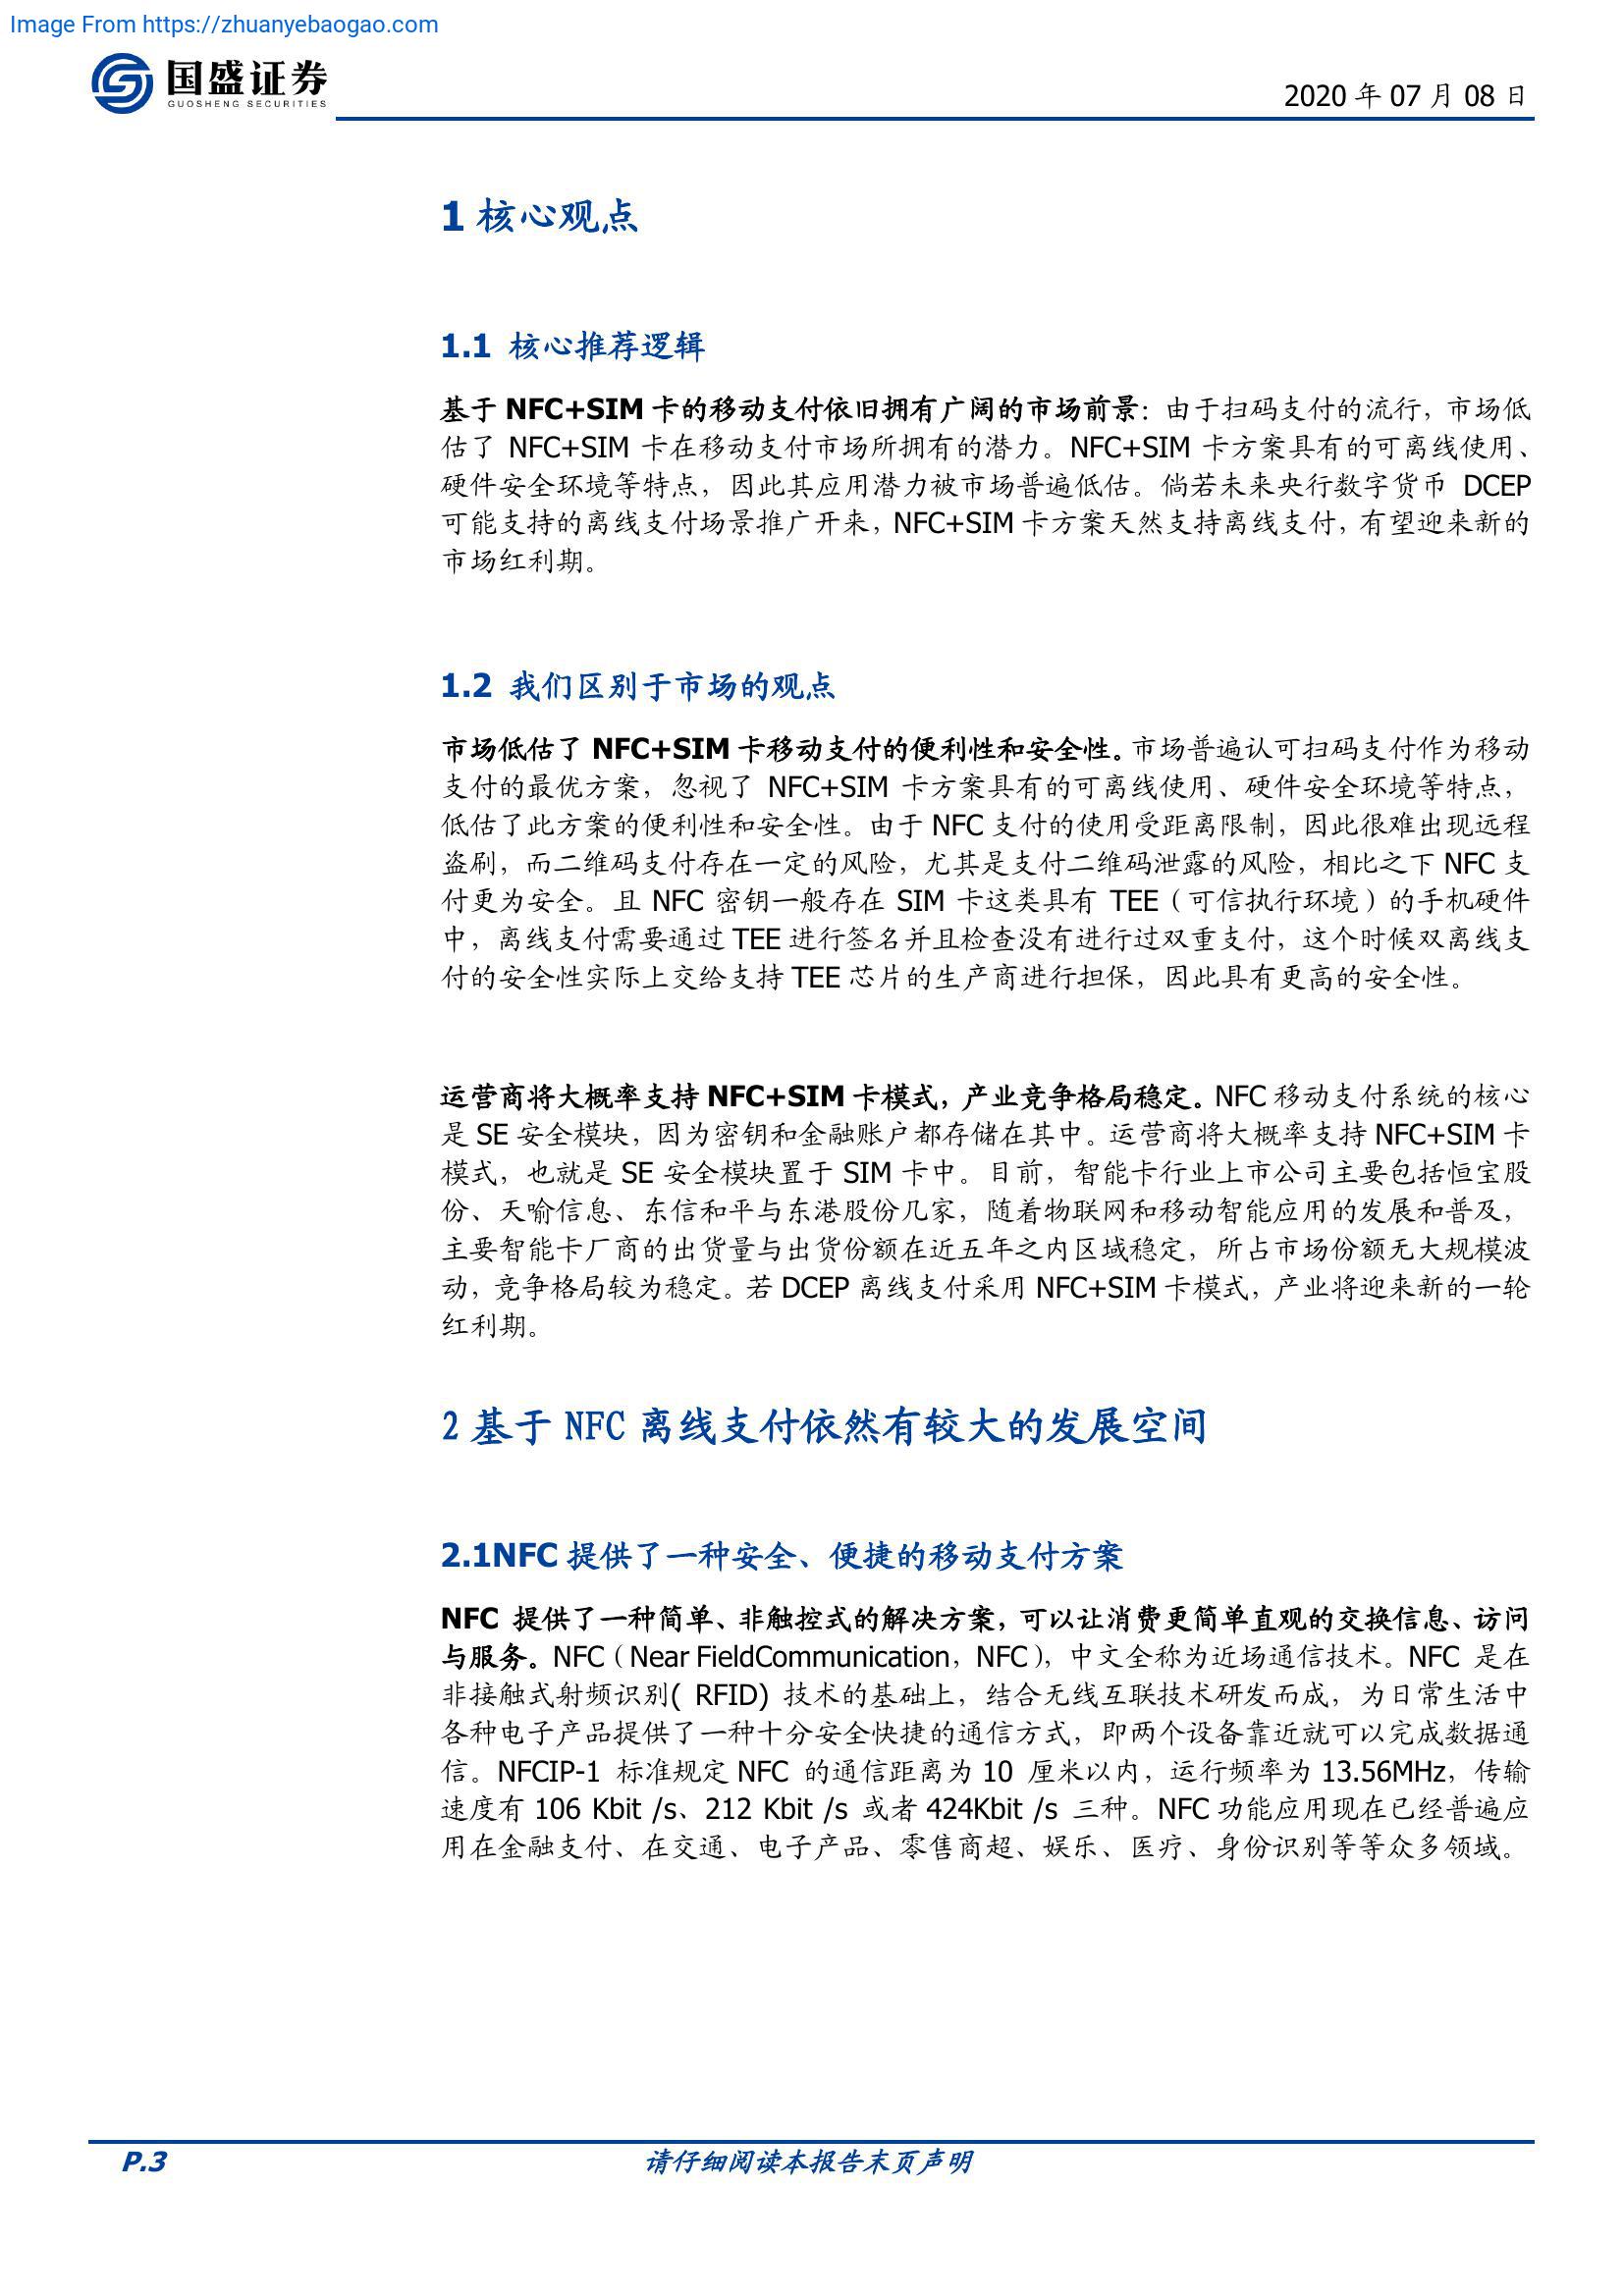 Image From https://zhuanyebaogao.com
国盛证券
GUOSHENG SECURITIES
2020 年 07 月 08 日
1 核心观点
1.1 核心推荐逻辑
基于 NFC+SIM 卡的移动支付依旧拥有广阔的市场前景：由于扫码支付的流行，市场低
估了 NFC+SIM 卡在移动支付市场所拥有的潜力。NFC+SIM 卡方案具有的可离线使用、
硬件安全环境等特点，因此其应用潜力被市场普遍低估。倘若未来央行数字货币 DCEP
可能支持的离线支付场景推广开来，NFC+SIM 卡方案天然支持离线支付，有望迎来新的
市场红利期。
1.2 我们区别于市场的观点
市场低估了 NFC+SIM 卡移动支付的便利性和安全性。市场普遍认可扫码支付作为移动
支付的最优方案，忽视了 NFC+SIM 卡方案具有的可离线使用、硬件安全环境等特点，
低估了此方案的便利性和安全性。由于 NFC 支付的使用受距离限制，因此很难出现远程
盗刷，而二维码支付存在一定的风险，尤其是支付二维码泄露的风险，相比之下 NFC 支
付更为安全。且 NFC 密钥一般存在 SIM 卡这类具有 TEE（可信执行环境）的手机硬件
中，离线支付需要通过 TEE 进行签名并且检查没有进行过双重支付，这个时候双离线支
付的安全性实际上交给支持 TEE 芯片的生产商进行担保，因此具有更高的安全性。
运营商将大概率支持 NFC+SIM 卡模式，产业竞争格局稳定。NFC 移动支付系统的核心
是 SE 安全模块，因为密钥和金融账户都存储在其中。运营商将大概率支持 NFC+SIM 卡
模式，也就是 SE 安全模块置于 SIM 卡中。目前，智能卡行业上市公司主要包括恒宝股
份、天喻信息、东信和平与东港股份几家，随着物联网和移动智能应用的发展和普及，
主要智能卡厂商的出货量与出货份额在近五年之内区域稳定，所占市场份额无大规模波
动，竞争格局较为稳定。若 DCEP 离线支付采用 NFC+SIM 卡模式，产业将迎来新的一轮
红利期。
2 基于 NFC 离线支付依然有较大的发展空间
2.1NFC 提供了一种安全、便捷的移动支付方案
NFC 提供了一种简单、非触控式的解决方案，可以让消费更简单直观的交换信息、访问
与服务。NFC（Near FieldCommunication，NFC），中文全称为近场通信技术。NFC 是在
非接触式射频识别( RFID) 技术的基础上，结合无线互联技术研发而成，为日常生活中
各种电子产品提供了一种十分安全快捷的通信方式，即两个设备靠近就可以完成数据通
信。NFCIP-1 标准规定 NFC 的通信距离为 10 厘米以内，运行频率为 13.56MHz，传输
速度有 106 Kbit /s、212 Kbit /s 或者 424Kbit /s 三种。NFC 功能应用现在已经普遍应
用在金融支付、在交通、电子产品、零售商超、娱乐、医疗、身份识别等等众多领域。
P.3
请仔细阅读本报告末页声明